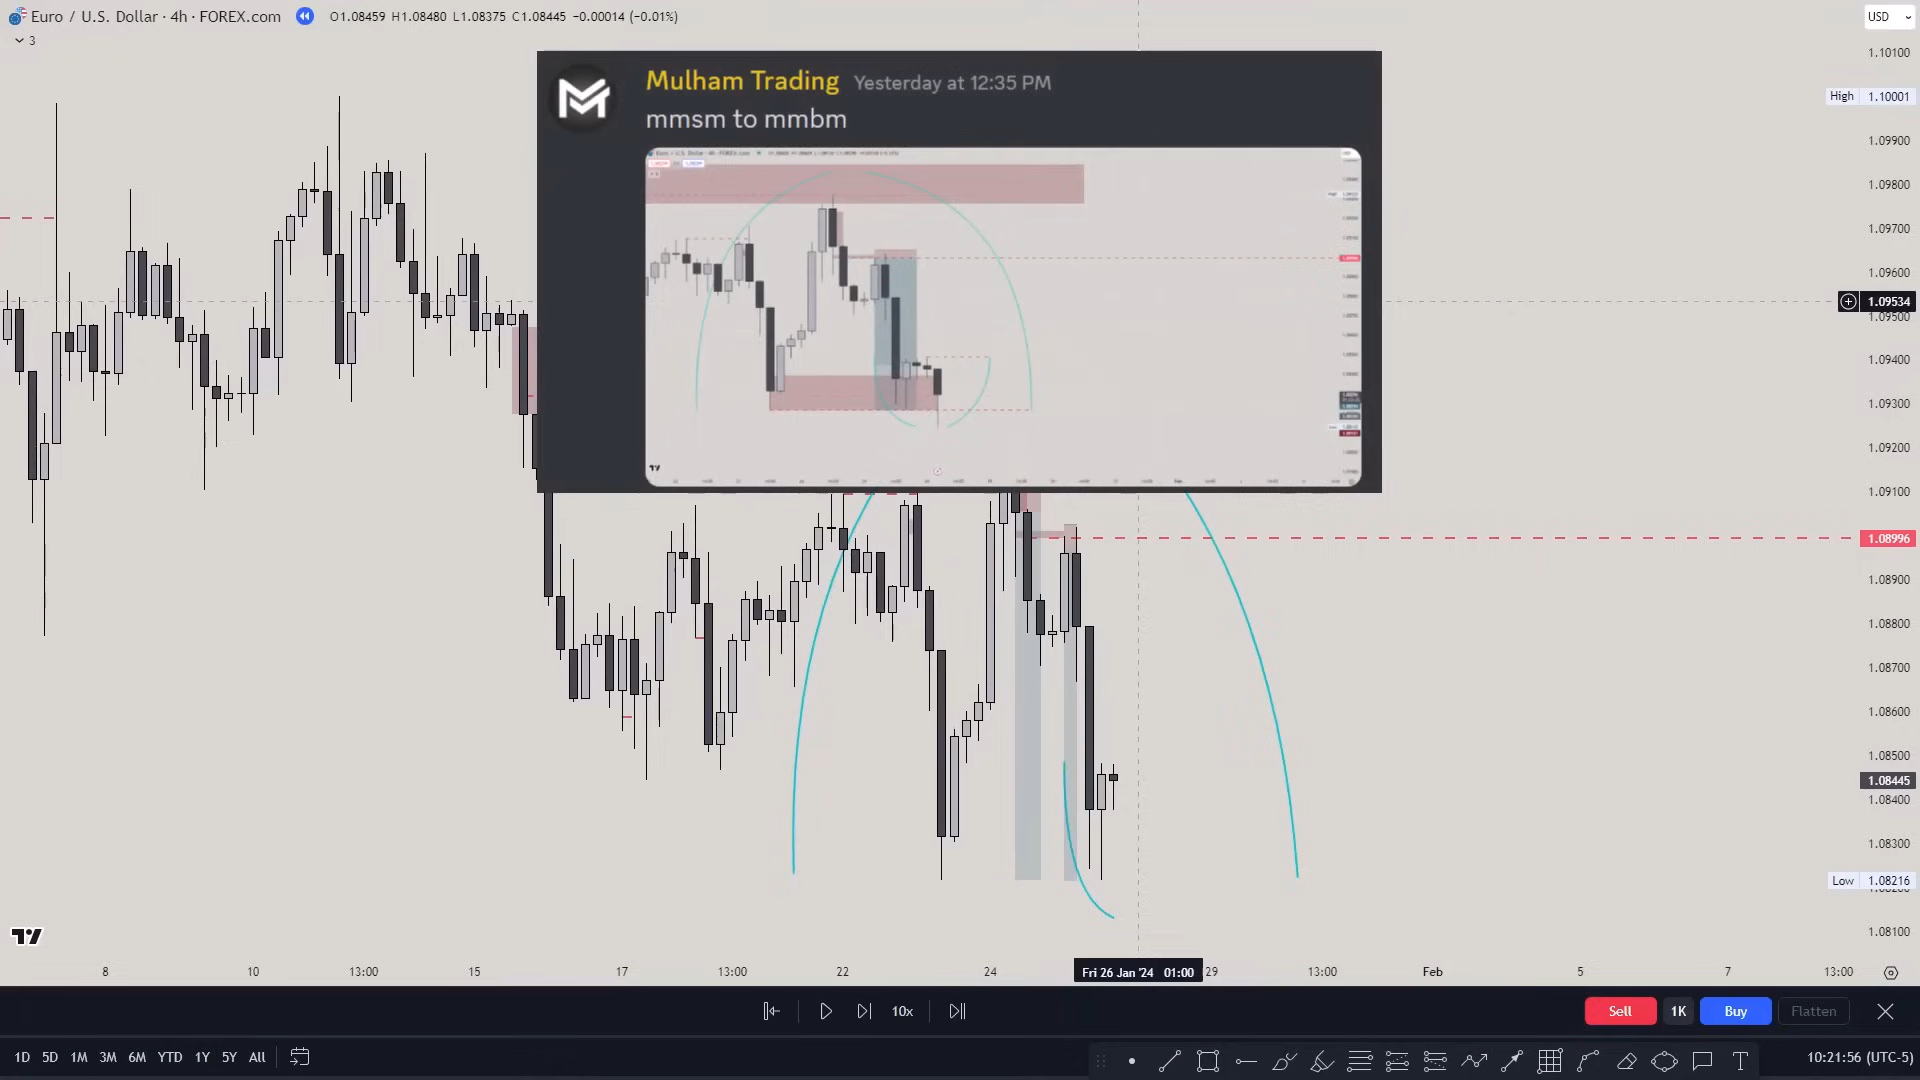 Euro / U.S. Dollar · 4h · FOREX.com O1.08459 H1.08480 L1.08375 C1.08445 −0.00014 (−0.01%)
3
USD
Mulham Trading Yesterday at 12:35 PM
mmsm to mmbm
1.10100
High 1.10001
1.09900
1.09800
1.09700
1.09600
1.09534
1.09500
1.09400
1.09300
1.09200
1.09100
1.08996
1.08900
1.08800
1.08700
1.08600
1.08500
1.08445
1.08400
1.08300
Low 1.08216
1.08100
8 10 13:00 15 17 13:00 22 24 Fri 26 Jan '24 01:00 29 13:00 Feb 5 7 13:00
10x
Sell 1K Buy Flatten
1D 5D 1M 3M 6M YTD 1Y 5Y All
10:21:56 (UTC-5)